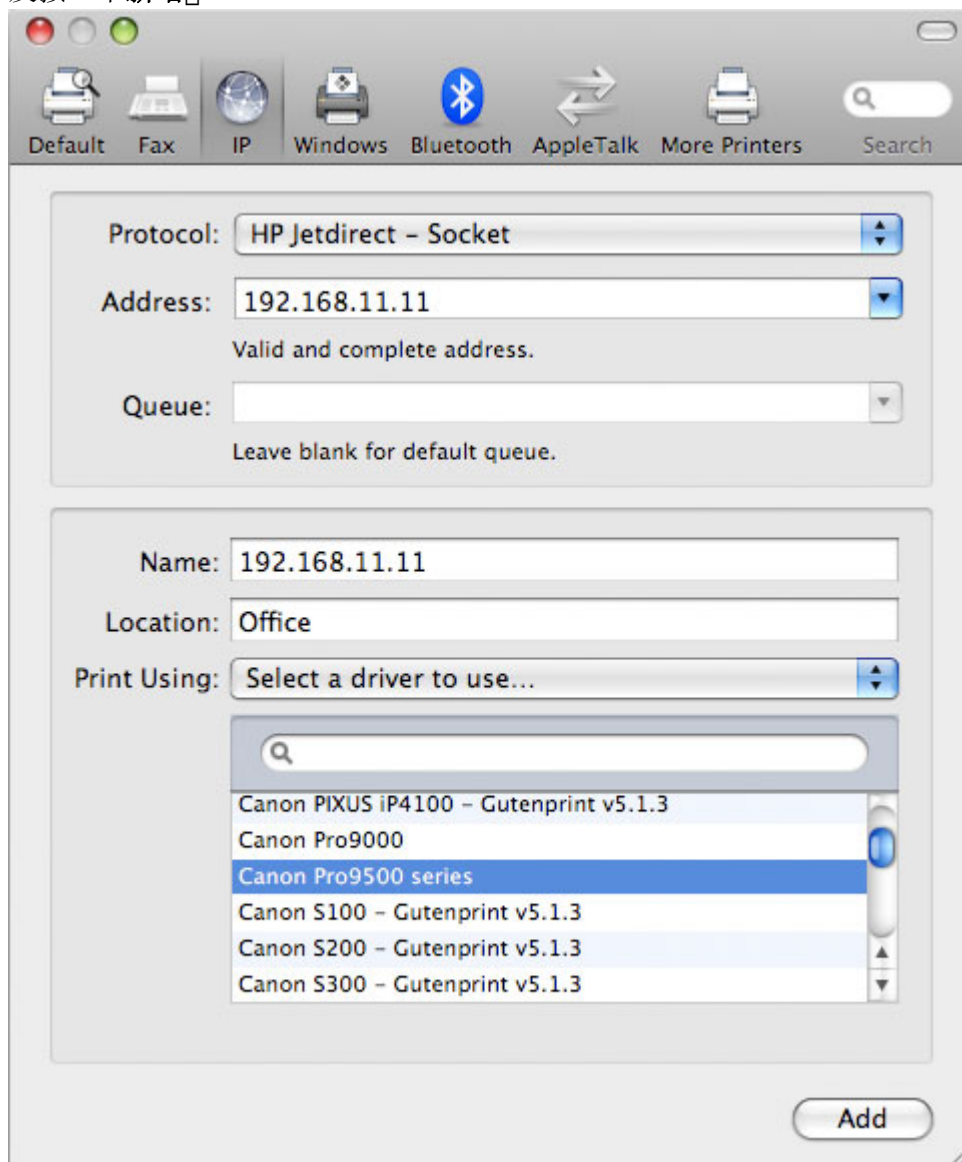 Default Fax IP Windows Bluetooth AppleTalk More Printers Search
Protocol: HP Jetdirect – Socket
Address: 192.168.11.11
Valid and complete address.
Queue:
Leave blank for default queue.
Name: 192.168.11.11
Location: Office
Print Using: Select a driver to use...
Canon PIXUS iP4100 – Gutenprint v5.1.3
Canon Pro9000
Canon Pro9500 series
Canon S100 – Gutenprint v5.1.3
Canon S200 – Gutenprint v5.1.3
Canon S300 – Gutenprint v5.1.3
Add